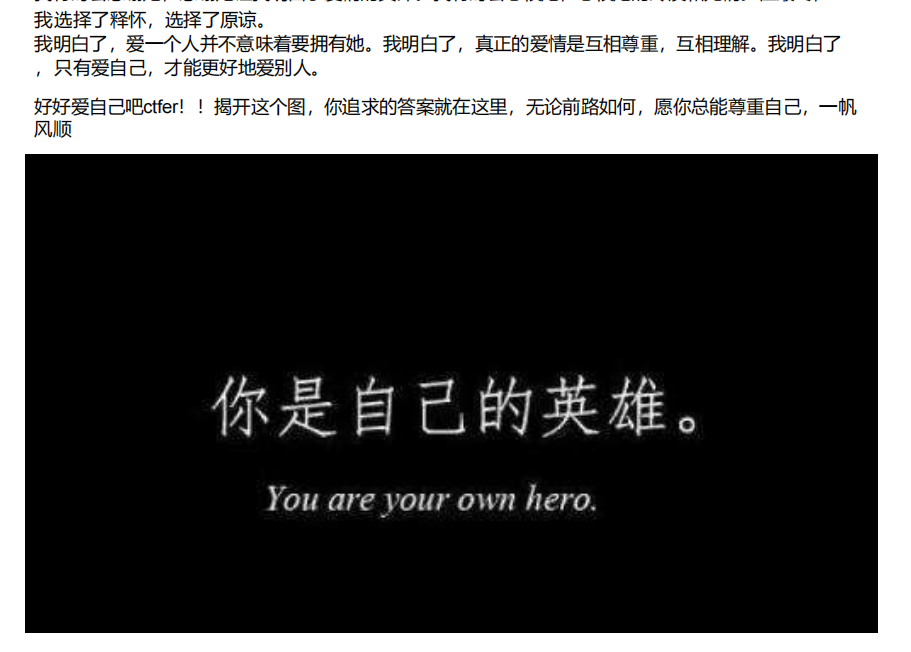 我选择了释怀，选择了原谅。
我明白了，爱一个人并不意味着要拥有她。我明白了，真正的爱情是互相尊重，互相理解。我明白了
，只有爱自己，才能更好地爱别人。
好好爱自己吧ctfer！！揭开这个图，你追求的答案就在这里，无论前路如何，愿你总能尊重自己，一帆
风顺
你是自己的英雄。
You are your own hero.